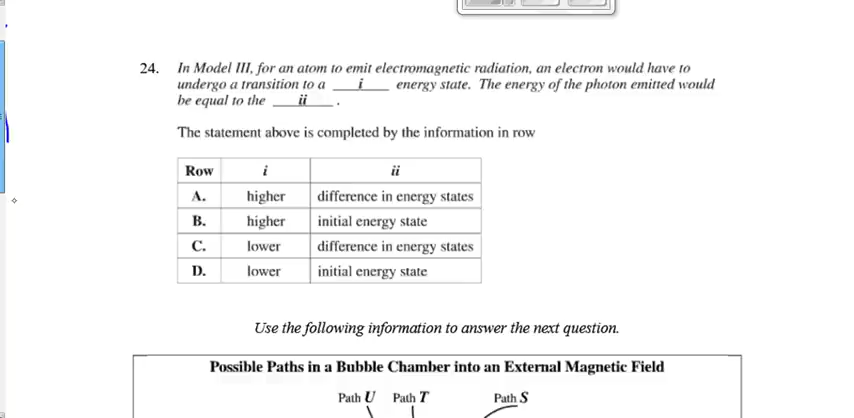 24. In Model III, for an atom to emit electromagnetic radiation, an electron would have to
undergo a transition to a ___i___ energy state. The energy of the photon emitted would
be equal to the ___ii___ .
The statement above is completed by the information in row
Row i ii
A. higher difference in energy states
B. higher initial energy state
C. lower difference in energy states
D. lower initial energy state
Use the following information to answer the next question.
Possible Paths in a Bubble Chamber into an External Magnetic Field
Path U Path T Path S